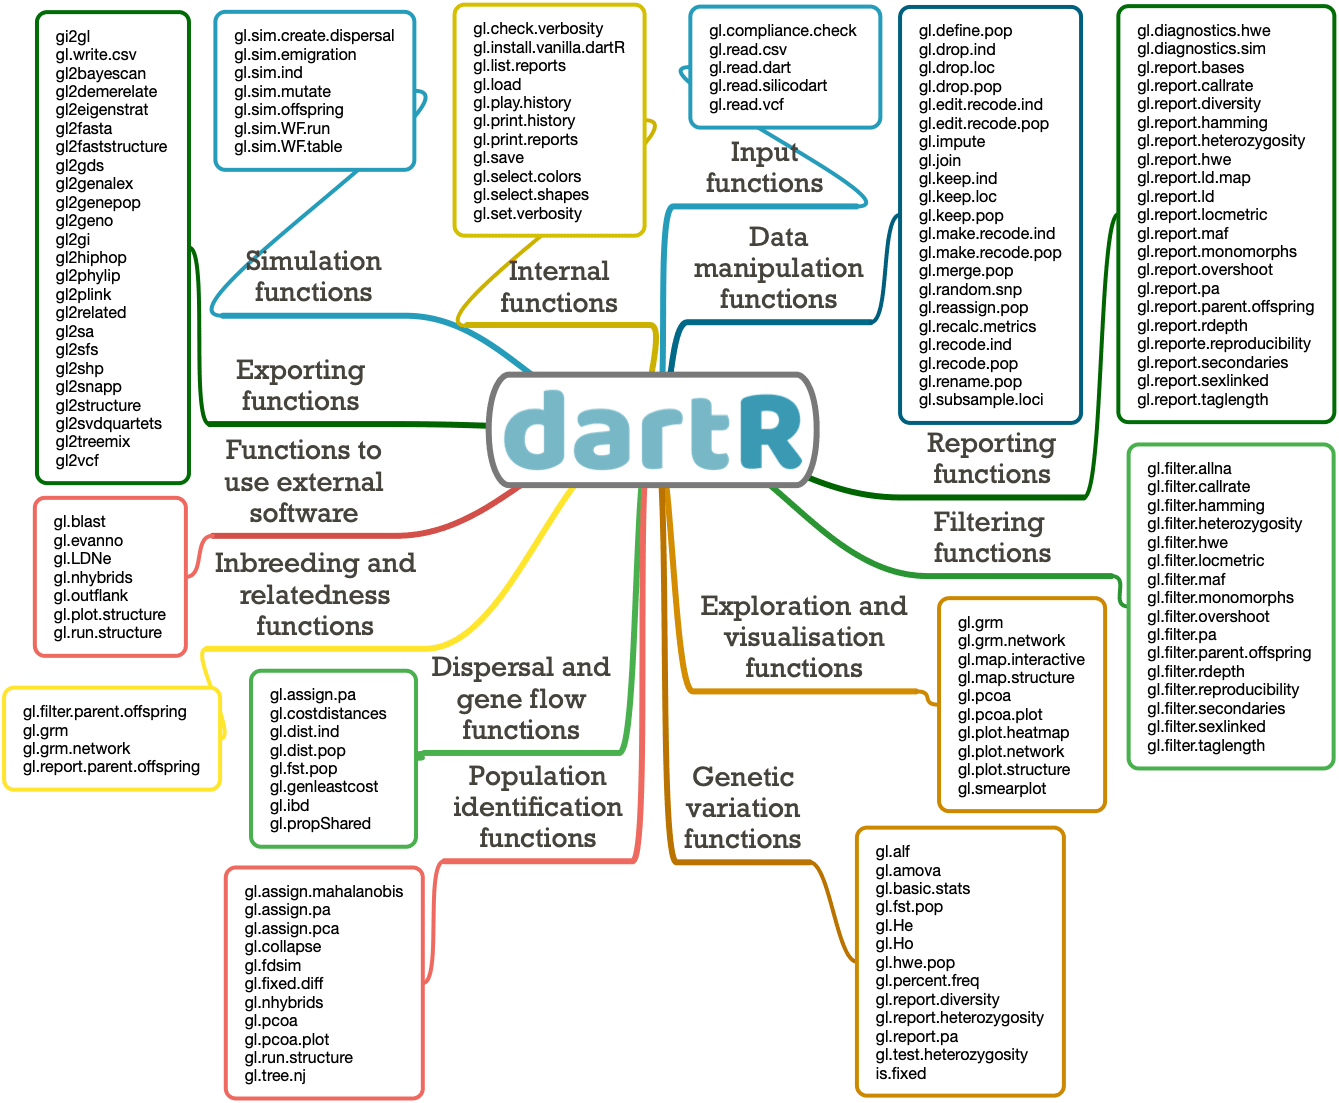 gi2gl
gl.write.csv
gl2bayescan
gl2demerelate
gl2eigenstrat
gl2fasta
gl2faststructure
gl2gds
gl2genalex
gl2genepop
gl2geno
gl2gi
gl2hiphop
gl2phylip
gl2plink
gl2related
gl2sa
gl2sfs
gl2shp
gl2snapp
gl2structure
gl2svdquartets
gl2treemix
gl2vcf
gl.sim.create.dispersal
gl.sim.emigration
gl.sim.ind
gl.sim.mutate
gl.sim.offspring
gl.sim.WF.run
gl.sim.WF.table
gl.check.verbosity
gl.install.vanilla.dartR
gl.list.reports
gl.load
gl.play.history
gl.print.history
gl.print.reports
gl.save
gl.select.colors
gl.select.shapes
gl.set.verbosity
gl.compliance.check
gl.read.csv
gl.read.dart
gl.read.silicodart
gl.read.vcf
gl.define.pop
gl.drop.ind
gl.drop.loc
gl.drop.pop
gl.edit.recode.ind
gl.edit.recode.pop
gl.impute
gl.join
gl.keep.ind
gl.keep.loc
gl.keep.pop
gl.make.recode.ind
gl.make.recode.pop
gl.merge.pop
gl.random.snp
gl.reassign.pop
gl.recalc.metrics
gl.recode.ind
gl.recode.pop
gl.rename.pop
gl.subsample.loci
gl.diagnostics.hwe
gl.diagnostics.sim
gl.report.bases
gl.report.callrate
gl.report.diversity
gl.report.hamming
gl.report.heterozygosity
gl.report.hwe
gl.report.ld.map
gl.report.ld
gl.report.locmetric
gl.report.maf
gl.report.monomorphs
gl.report.overshoot
gl.report.pa
gl.report.parent.offspring
gl.report.rdepth
gl.reporte.reproducibility
gl.report.secondaries
gl.report.sexlinked
gl.report.taglength
Input
functions
Data
manipulation
functions
Simulation
functions
Internal
functions
Exporting
functions
dartR
Reporting
functions
Functions to
use external
software
Filtering
functions
gl.filter.allna
gl.filter.callrate
gl.filter.hamming
gl.filter.heterozygosity
gl.filter.hwe
gl.filter.locmetric
gl.filter.maf
gl.filter.monomorphs
gl.filter.overshoot
gl.filter.pa
gl.filter.parent.offspring
gl.filter.rdepth
gl.filter.reproducibility
gl.filter.secondaries
gl.filter.sexlinked
gl.filter.taglength
gl.blast
gl.evanno
gl.LDNe
gl.nhybrids
gl.outflank
gl.plot.structure
gl.run.structure
Inbreeding and
relatedness
functions
Exploration and
visualisation
functions
gl.grm
gl.grm.network
gl.map.interactive
gl.map.structure
gl.pcoa
gl.pcoa.plot
gl.plot.heatmap
gl.plot.network
gl.plot.structure
gl.smearplot
gl.filter.parent.offspring
gl.grm
gl.grm.network
gl.report.parent.offspring
Dispersal and
gene flow
functions
gl.assign.pa
gl.costdistances
gl.dist.ind
gl.dist.pop
gl.fst.pop
gl.genleastcost
gl.ibd
gl.propShared
Population
identification
functions
Genetic
variation
functions
gl.assign.mahalanobis
gl.assign.pa
gl.assign.pca
gl.collapse
gl.fdsim
gl.fixed.diff
gl.nhybrids
gl.pcoa
gl.pcoa.plot
gl.run.structure
gl.tree.nj
gl.alf
gl.amova
gl.basic.stats
gl.fst.pop
gl.He
gl.Ho
gl.hwe.pop
gl.percent.freq
gl.report.diversity
gl.report.heterozygosity
gl.report.pa
gl.test.heterozygosity
is.fixed